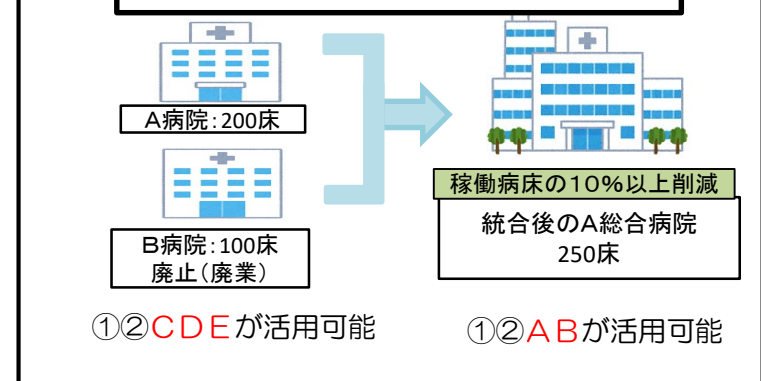 A病院:200床
B病院:100床
廃止(廃業)
①②CDEが活用可能
稼働病床の10%以上削減
統合後のA総合病院
250床
①②ABが活用可能